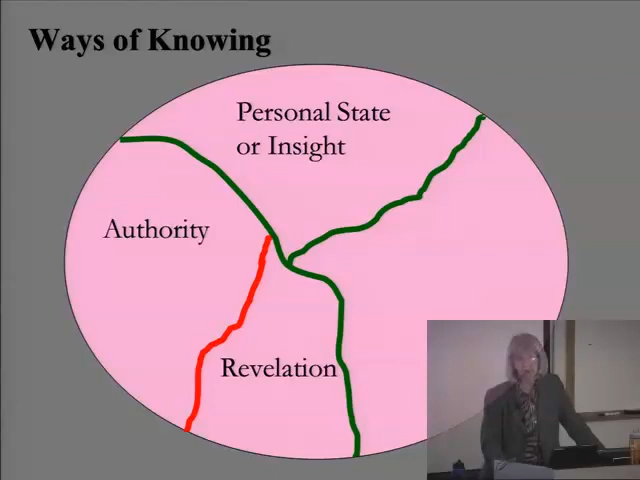 Ways of Knowing
Personal State
or Insight
Authority
Revelation